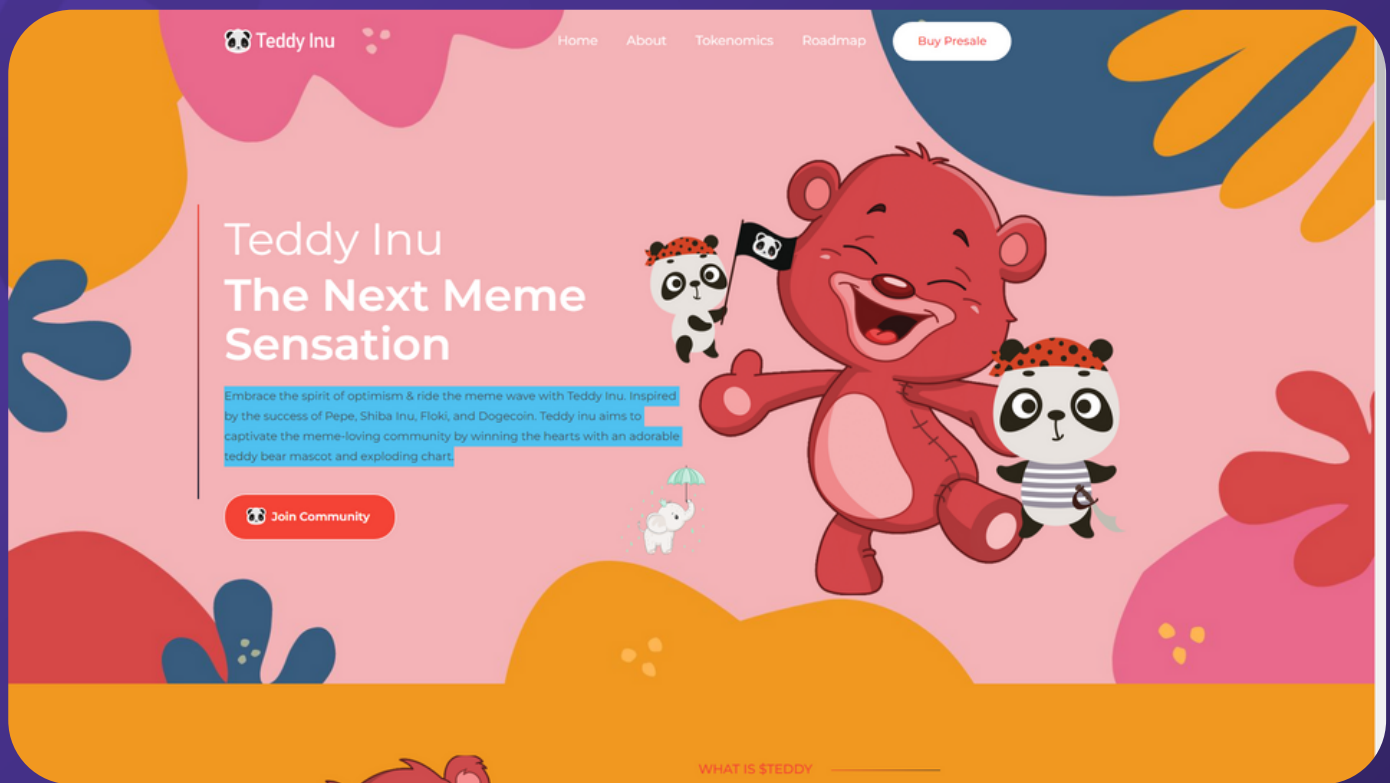 Teddy Inu
Home About Tokenomics Roadmap Buy Presale
Teddy Inu
The Next Meme
Sensation
Embrace the spirit of optimism & ride the meme wave with Teddy Inu. Inspired
by the success of Pepe, Shiba Inu, Floki, and Dogecoin. Teddy inu aims to
captivate the meme-loving community by winning the hearts with an adorable
teddy bear mascot and exploding chart.
Join Community
WHAT IS $TEDDY